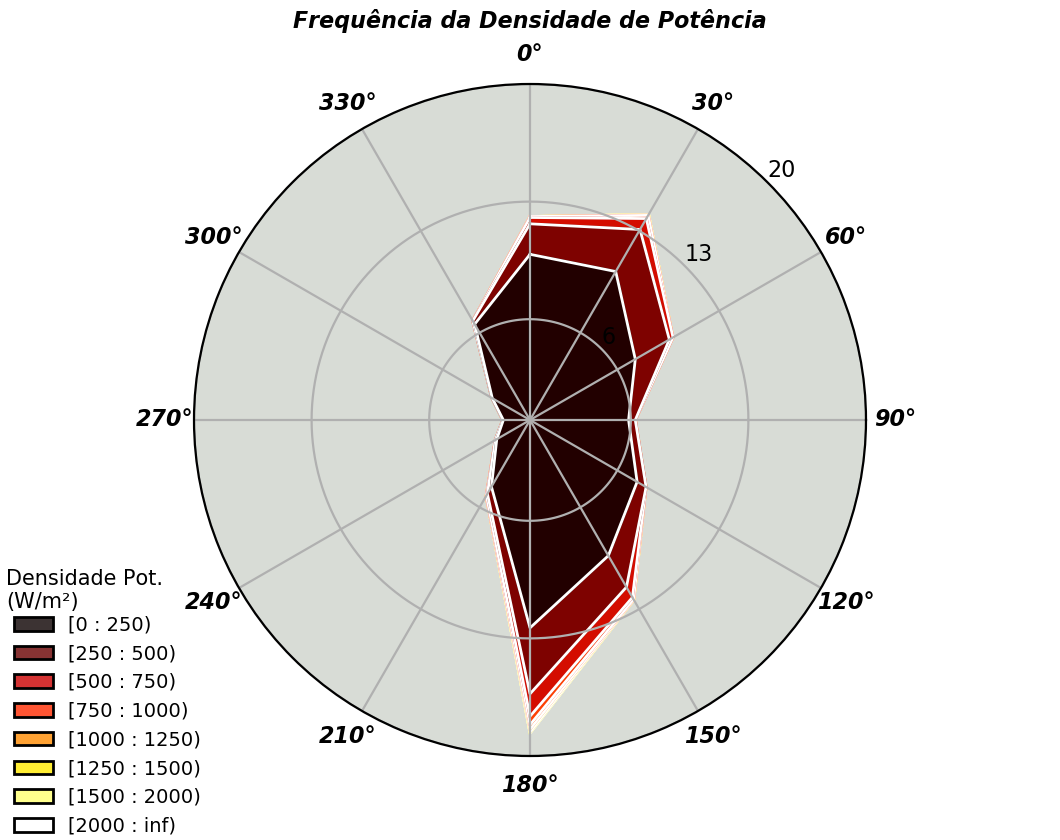 Frequência da Densidade de Potência
0°
330°
30°
20
300°
60°
13
6
270°
90°
240°
120°
210°
150°
180°
Densidade Pot.
(W/m²)
[0 : 250)
[250 : 500)
[500 : 750)
[750 : 1000)
[1000 : 1250)
[1250 : 1500)
[1500 : 2000)
[2000 : inf)